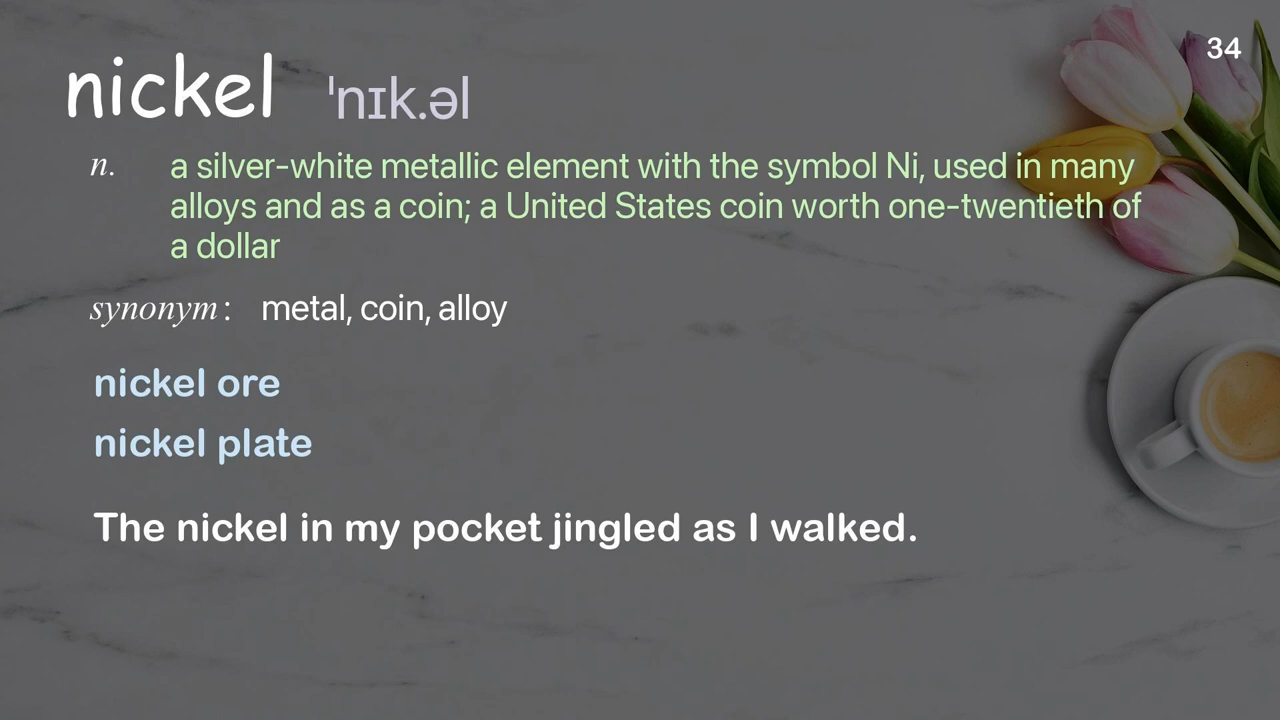 34
nickel ˈnɪk.əl
n. a silver-white metallic element with the symbol Ni, used in many
alloys and as a coin; a United States coin worth one-twentieth of
a dollar
synonym: metal, coin, alloy
nickel ore
nickel plate
The nickel in my pocket jingled as I walked.